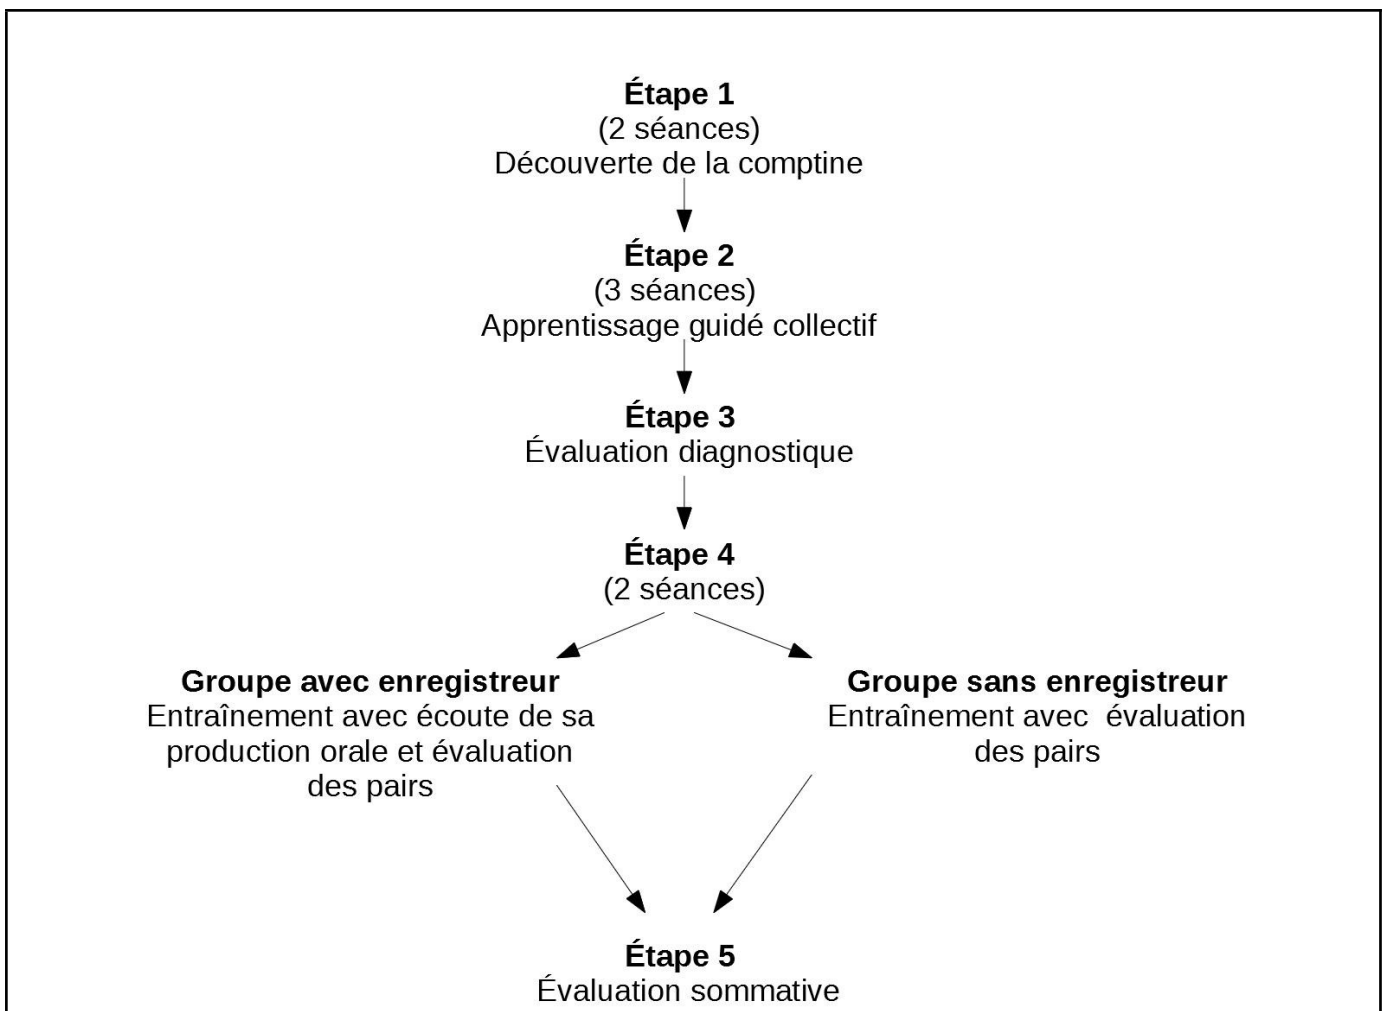 Étape 1
(2 séances)
Découverte de la comptine
Étape 2
(3 séances)
Apprentissage guidé collectif
Étape 3
Évaluation diagnostique
Étape 4
(2 séances)
Groupe avec enregistreur
Entraînement avec écoute de sa
production orale et évaluation
des pairs
Groupe sans enregistreur
Entraînement avec  évaluation
des pairs
Étape 5
Évaluation sommative